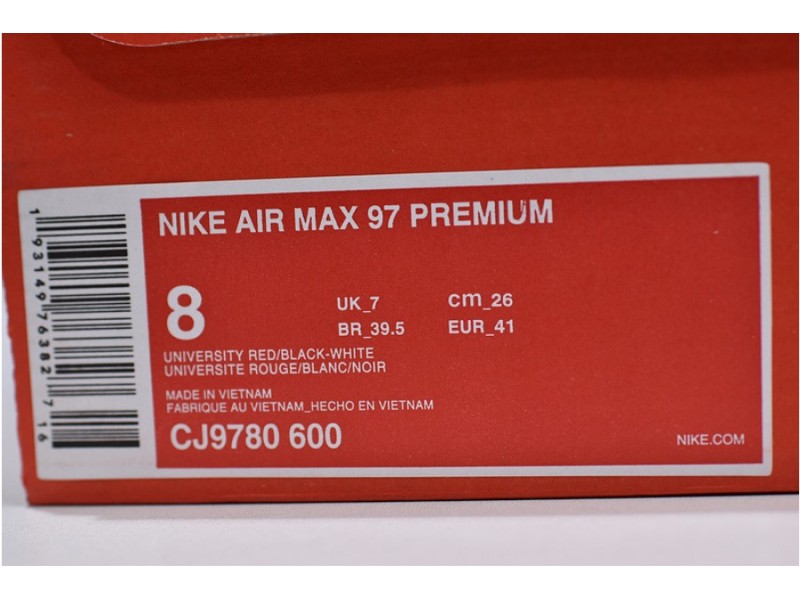 NIKE AIR MAX 97 PREMIUM
8
UK_7 cm_26
BR_39.5 EUR_41
UNIVERSITY RED/BLACK-WHITE
UNIVERSITE ROUGE/BLANC/NOIR
MADE IN VIETNAM
FABRIQUE AU VIETNAM_HECHO EN VIETNAM
CJ9780 600
NIKE.COM
1 93149 76382 7 16